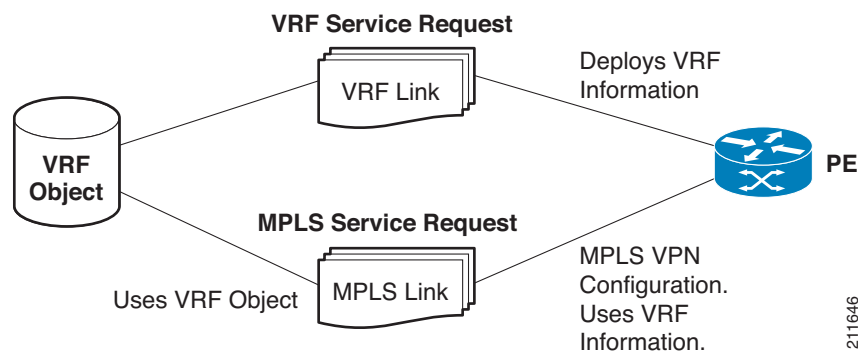 VRF Service Request
VRF Link
Deploys VRF
Information
VRF
Object
PE
MPLS Service Request
MPLS Link
Uses VRF Object
MPLS VPN
Configuration.
Uses VRF
Information.
211646